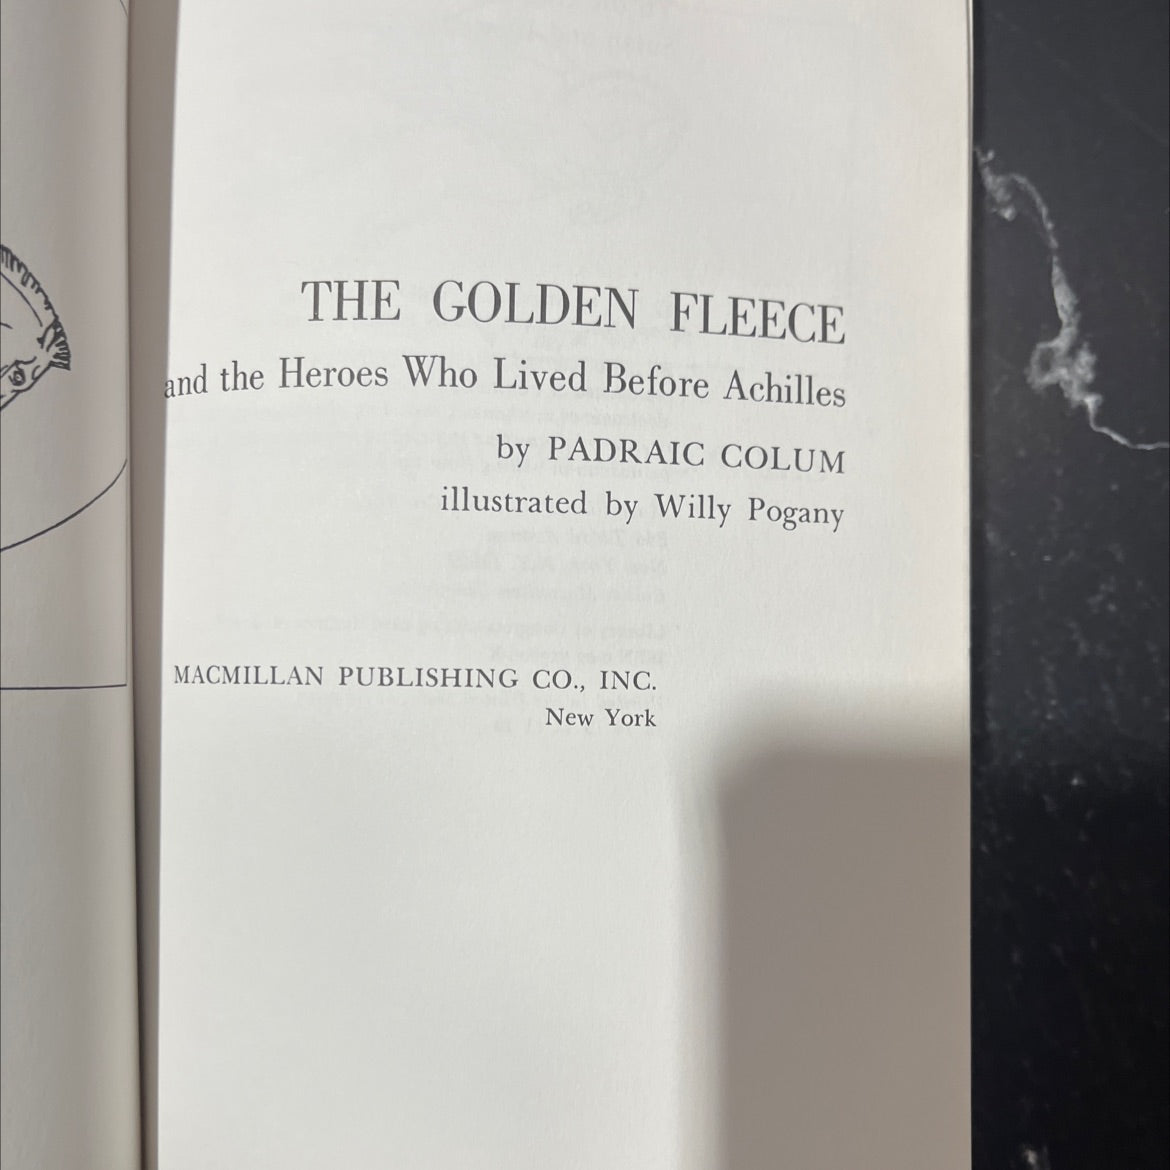 THE GOLDEN FLEECE
and the Heroes Who Lived Before Achilles
by PADRAIC COLUM
illustrated by Willy Pogany
MACMILLAN PUBLISHING CO., INC.
New York